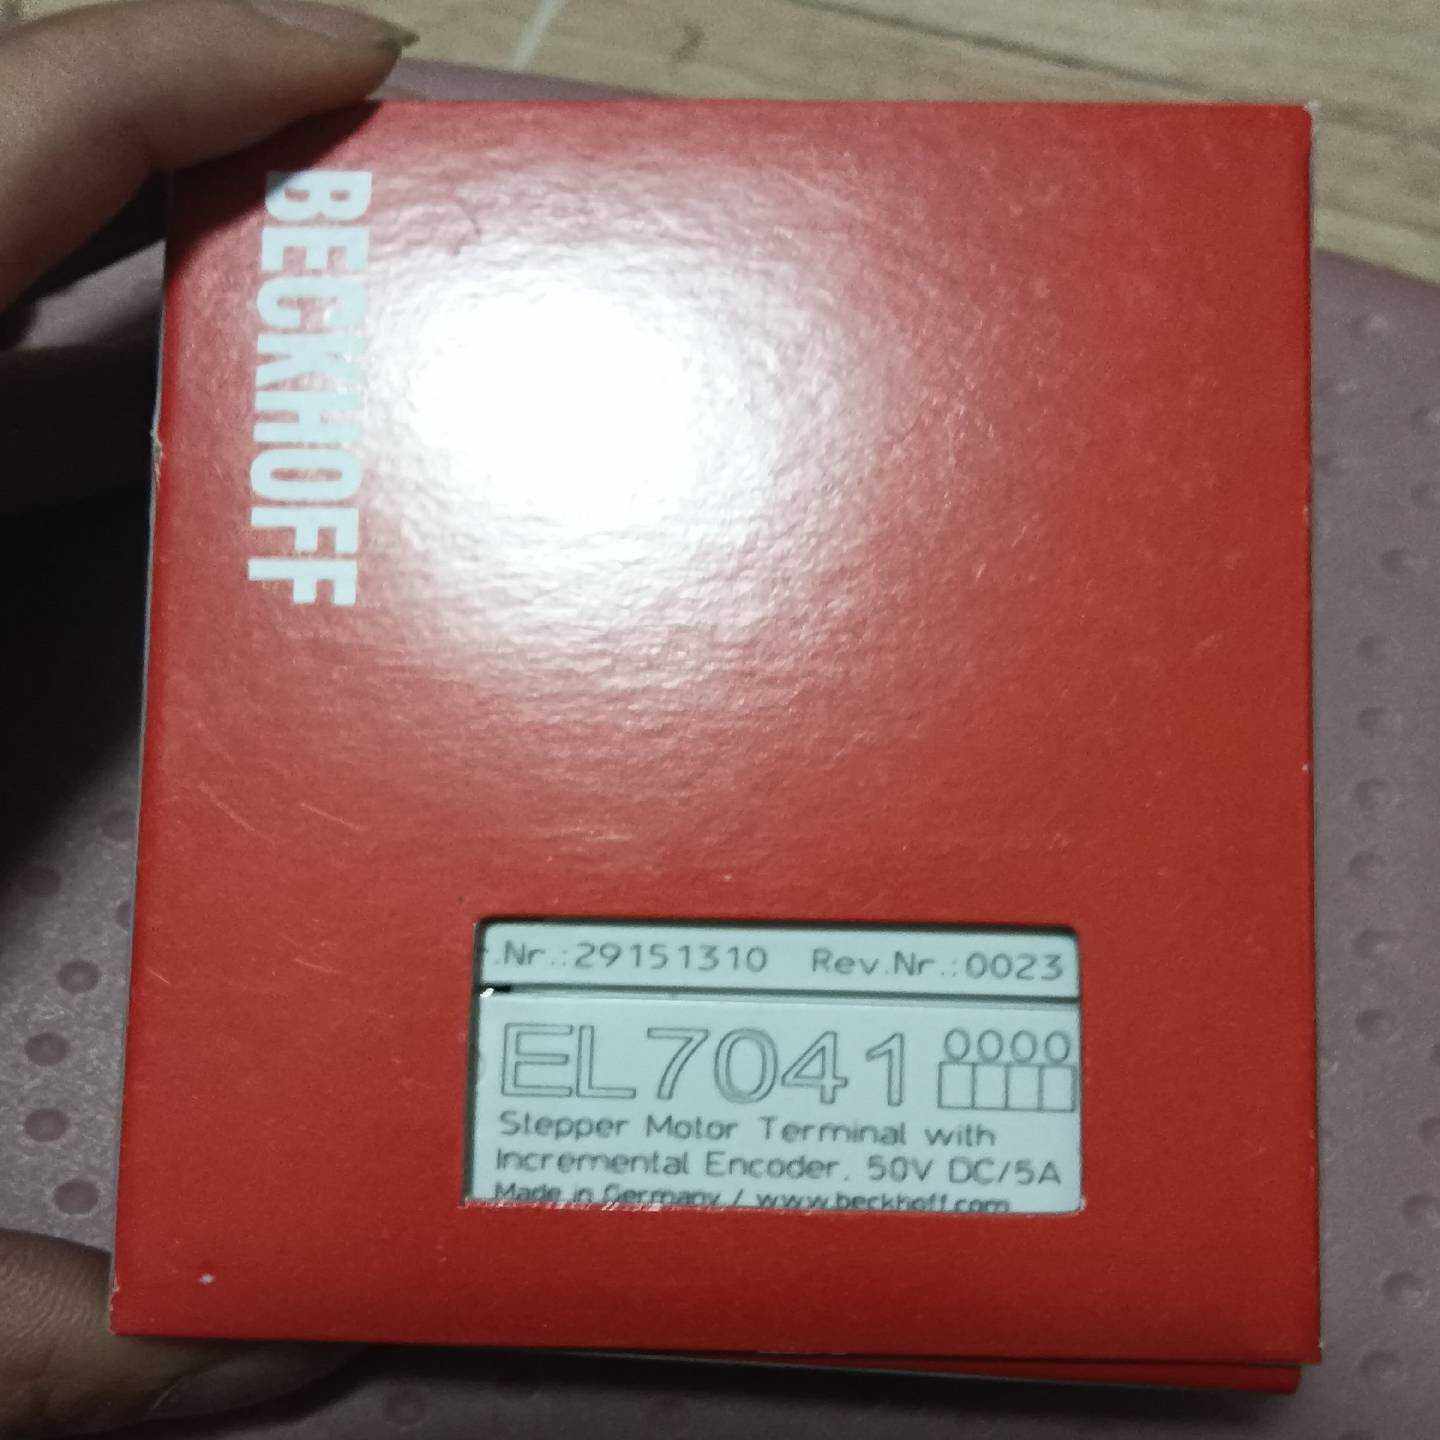 BECKHOFF
.Nr.:29151310 Rev.Nr.:0023
EL7041 0000
Stepper Motor Terminal with
Incremental Encoder, 50V DC/5A
Made in Germany / www.beckhoff.com